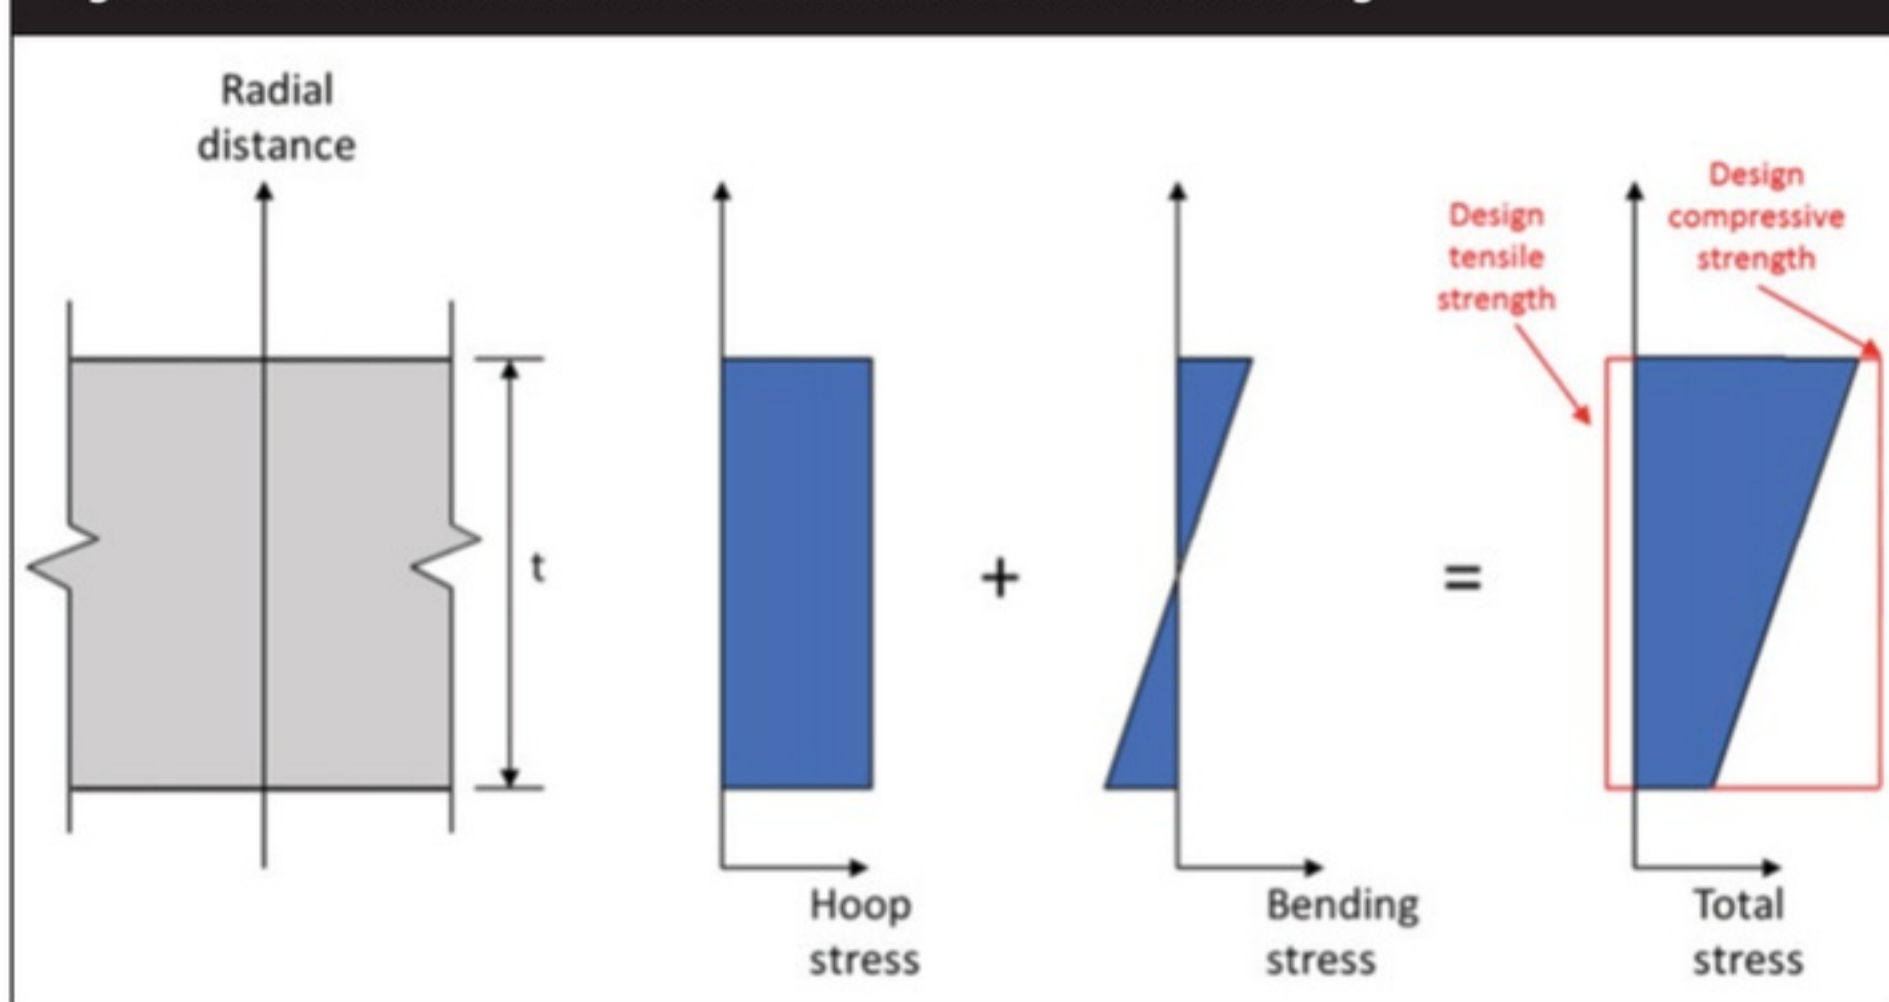 Radial
distance
Design
tensile
strength
Design
compressive
strength
t
+
=
Hoop
stress
Bending
stress
Total
stress